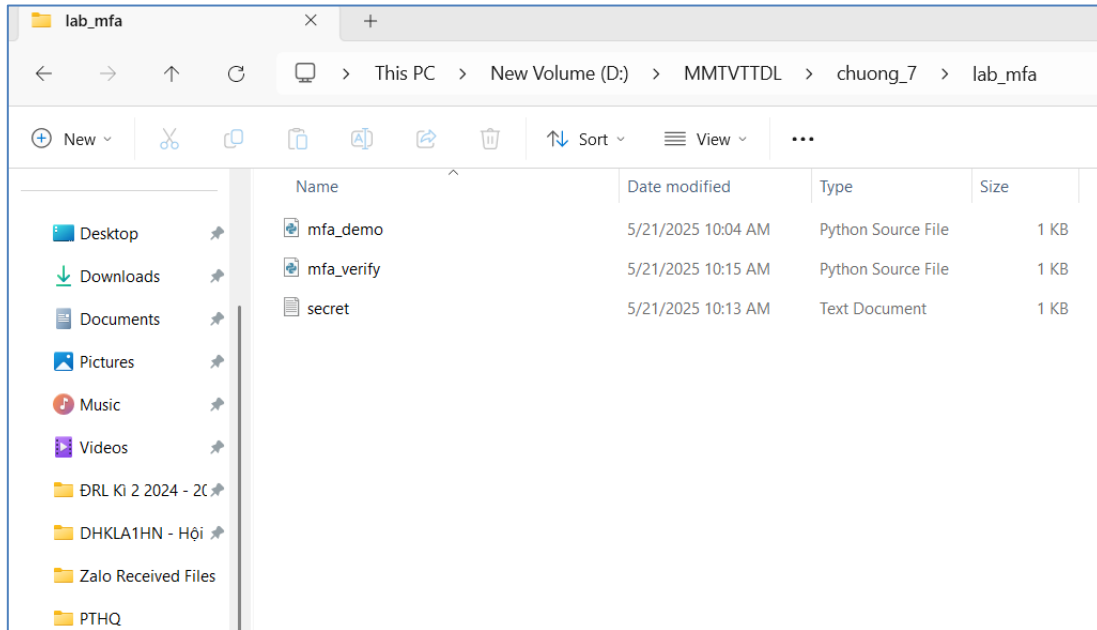 lab_mfa
This PC > New Volume (D:) > MMTVTTDL > chuong_7 > lab_mfa
New Sort View
Name Date modified Type Size
mfa_demo 5/21/2025 10:04 AM Python Source File 1 KB
mfa_verify 5/21/2025 10:15 AM Python Source File 1 KB
secret 5/21/2025 10:13 AM Text Document 1 KB
Desktop
Downloads
Documents
Pictures
Music
Videos
ĐRL Kì 2 2024 - 20
DHKLA1HN - Hội
Zalo Received Files
PTHQ